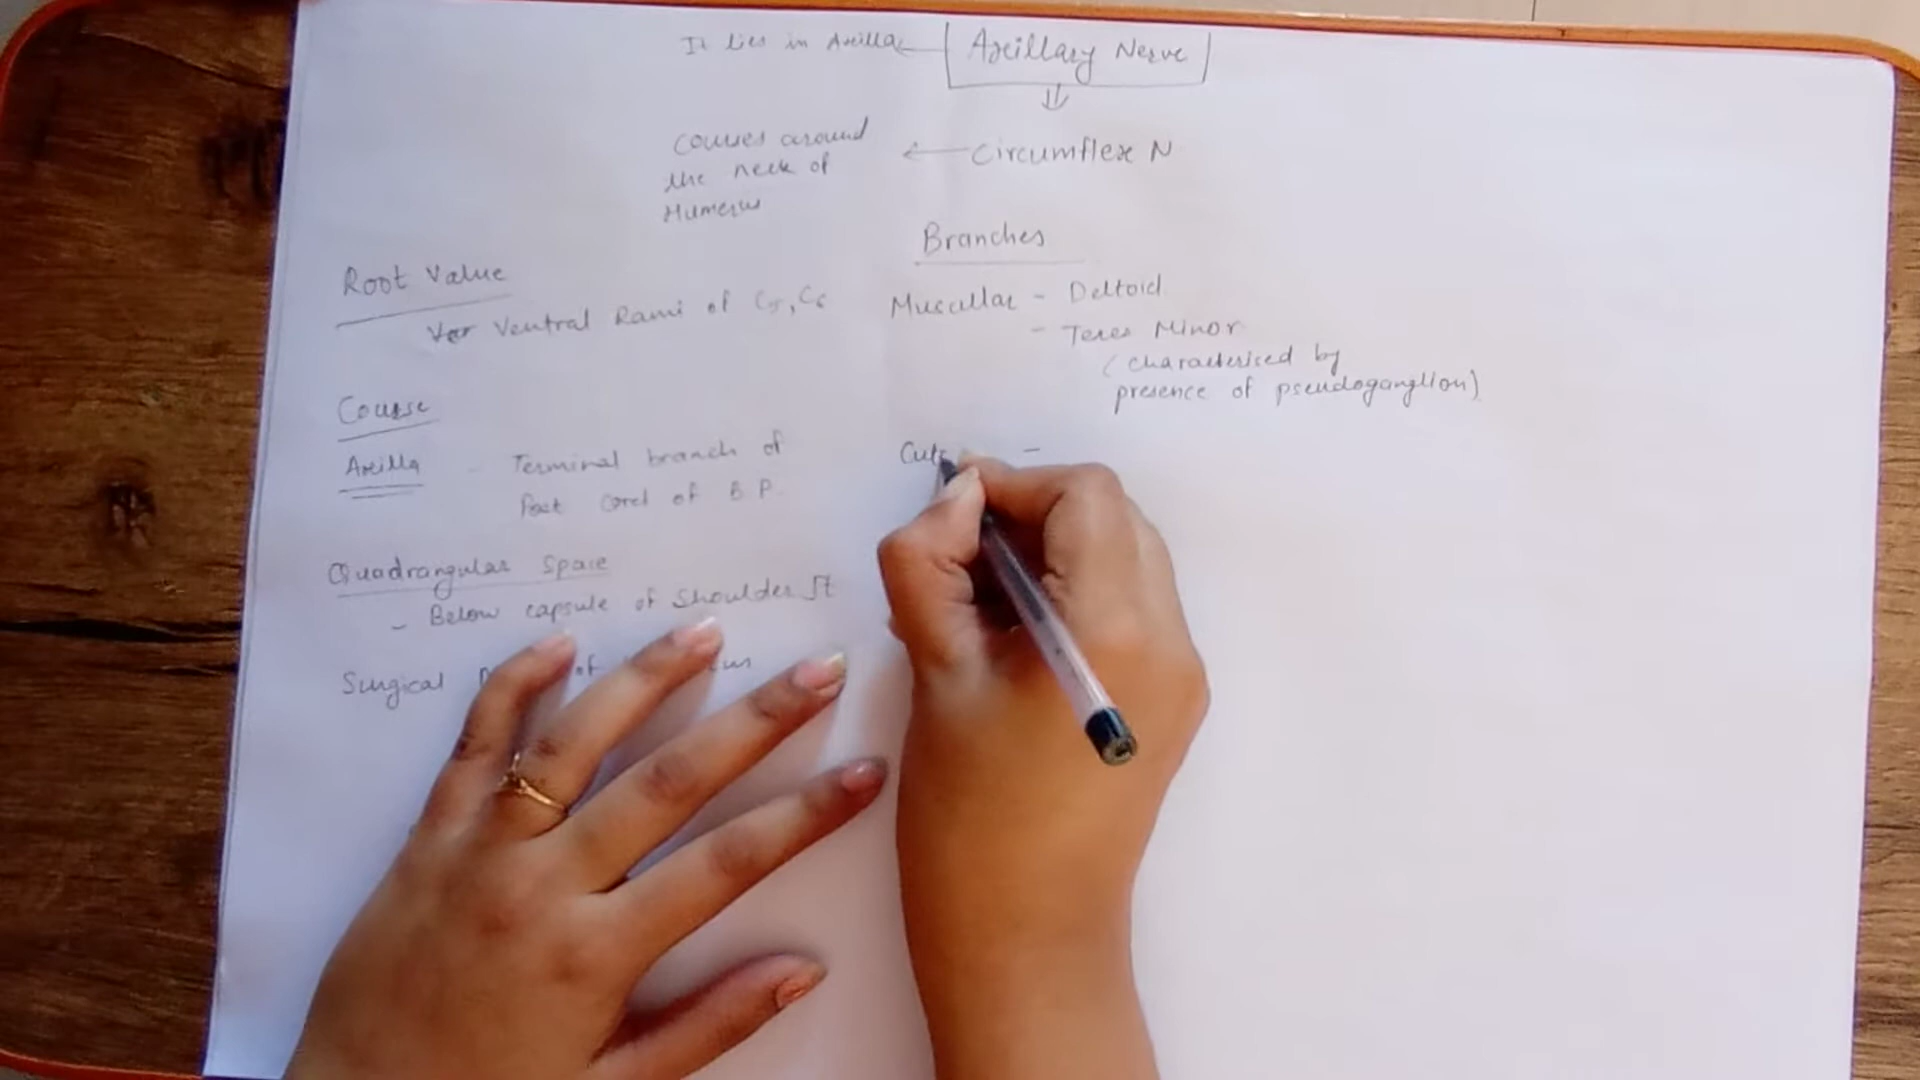 It lies in Axilla
Axillary Nerve
Circumflex N
Courses around
the neck of
Humerus
Root Value
Ventral Rami of C5, C6
Course
Axilla - Terminal branch of
Post Cord of B.P.
Quadrangular Space
- Below capsule of Shoulder Jt
Surgical
Branches
Muscular - Deltoid
- Teres Minor
(characterised by
presence of pseudoganglion)
Cut -